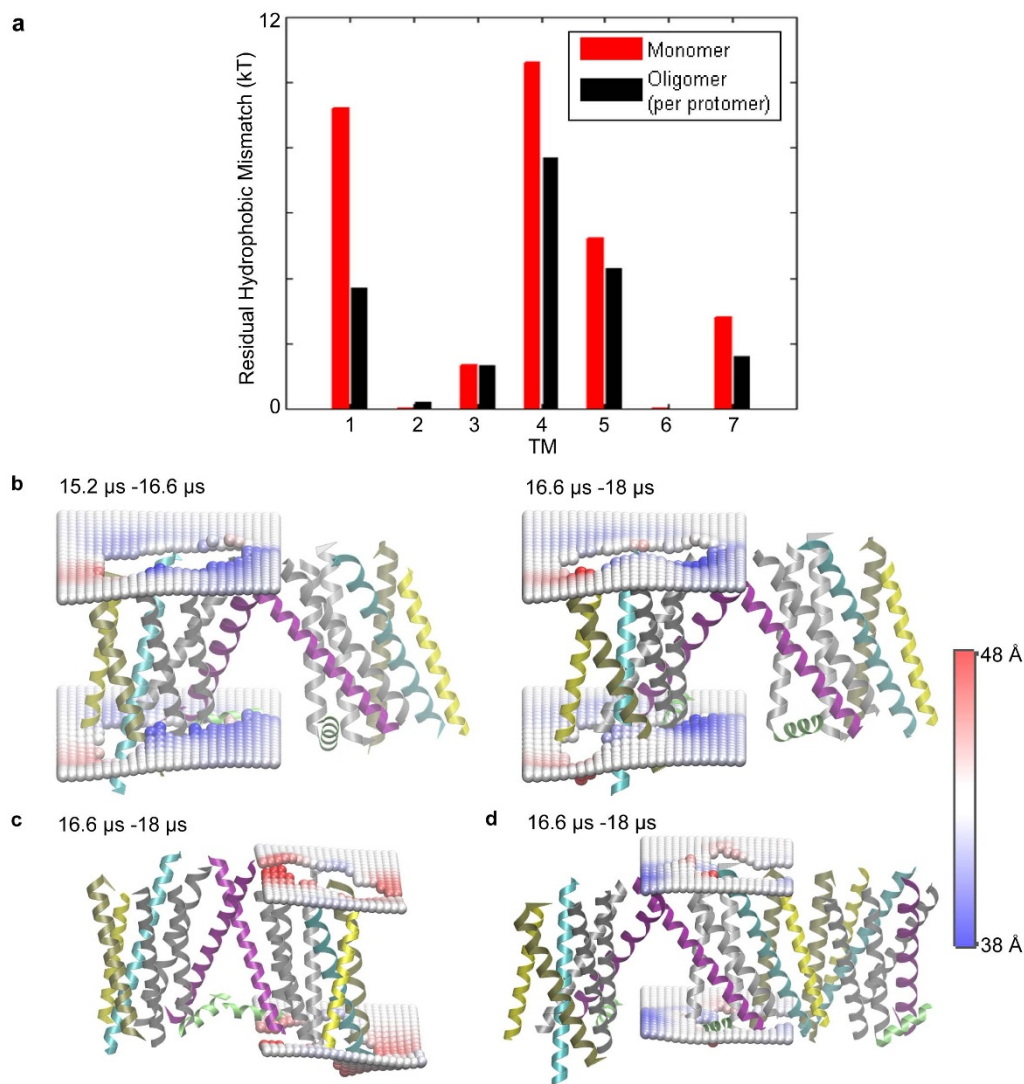 a
12
Residual Hydrophobic Mismatch (kT)
Monomer
Oligomer
(per protomer)
0
1 2 3 4 5 6 7
TM
b
15.2 µs -16.6 µs
16.6 µs -18 µs
48 Å
38 Å
c
16.6 µs -18 µs
d
16.6 µs -18 µs